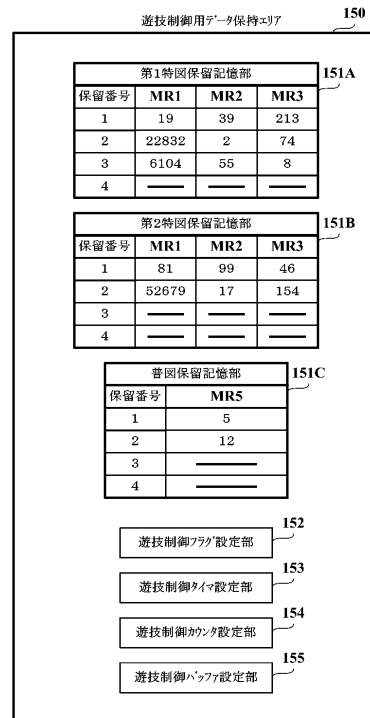 遊技制御用データ保持エリア 150
第1特図保留記憶部 151A
保留番号 MR1 MR2 MR3
1 19 39 213
2 22832 2 74
3 6104 55 8
4 — — —
第2特図保留記憶部 151B
保留番号 MR1 MR2 MR3
1 81 99 46
2 52679 17 154
3 — — —
4 — — —
普図保留記憶部 151C
保留番号 MR5
1 5
2 12
3 —
4 —
152
遊技制御フラグ設定部
153
遊技制御タイマ設定部
154
遊技制御カウンタ設定部
155
遊技制御バッファ設定部